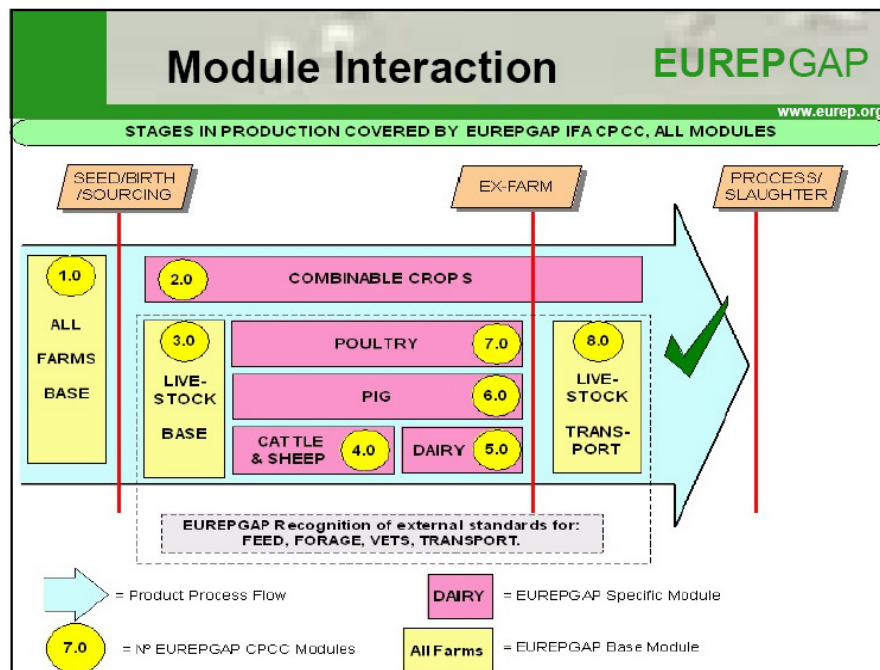 Module Interaction
EUREPGAP
www.eurep.org
STAGES IN PRODUCTION COVERED BY EUREPGAP IFA CPCC, ALL MODULES
SEED/BIRTH
/SOURCING
EX-FARM
PROCESS/
SLAUGHTER
1.0
ALL
FARMS
BASE
2.0
COMBINABLE CROPS
3.0
LIVE-
STOCK
BASE
POULTRY
7.0
PIG
6.0
CATTLE
& SHEEP
4.0
DAIRY
5.0
8.0
LIVE-
STOCK
TRANS-
PORT
EUREPGAP Recognition of external standards for:
FEED, FORAGE, VETS, TRANSPORT.
= Product Process Flow
DAIRY
= EUREPGAP Specific Module
7.0
= Nº EUREPGAP CPCC Modules
All Farms
= EUREPGAP Base Module